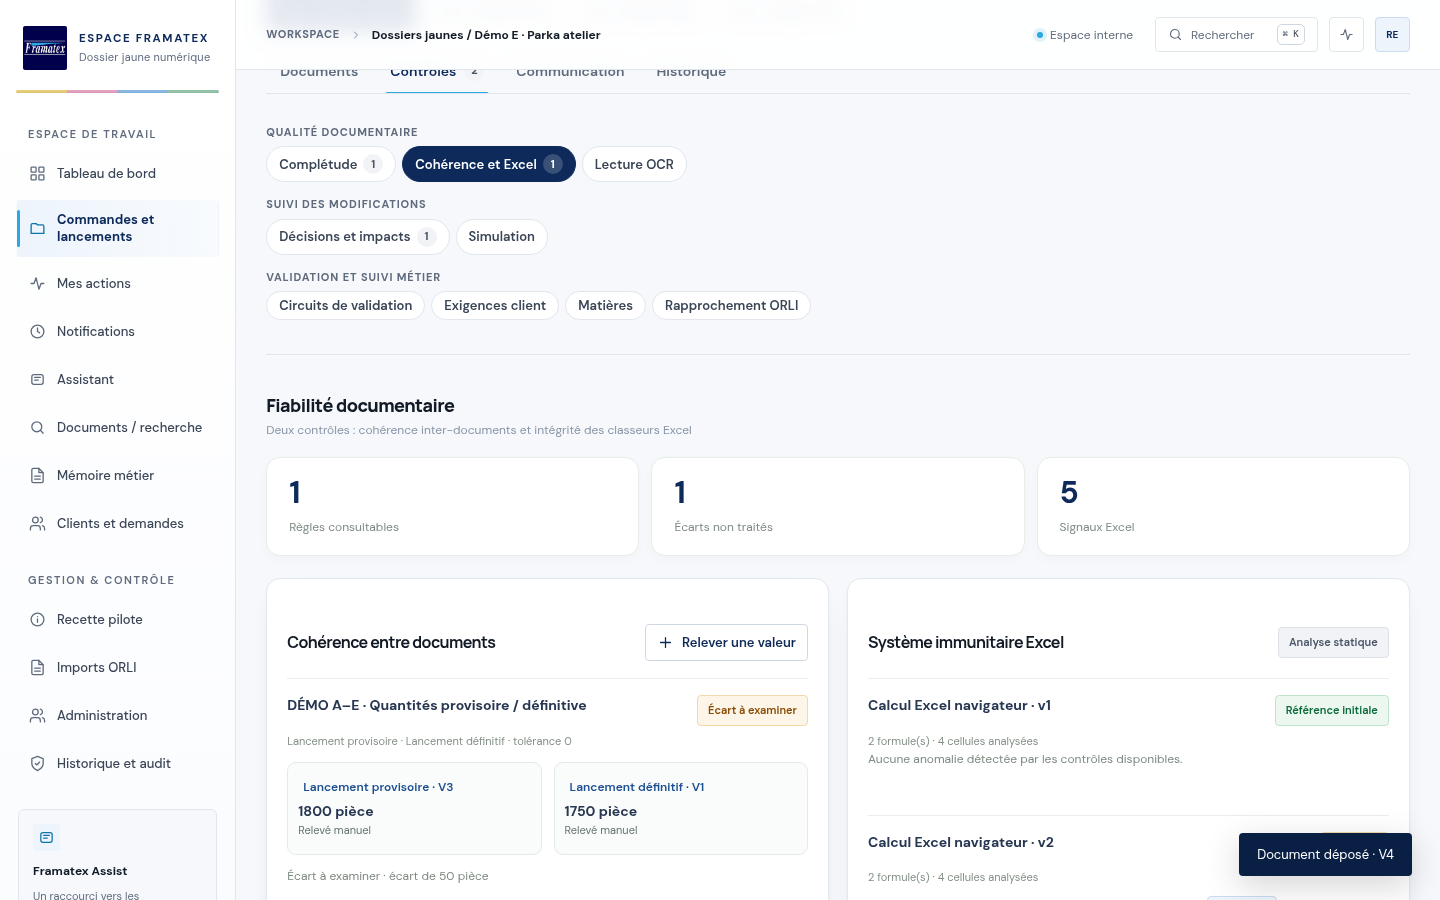 Framatex
ESPACE FRAMATEX
Dossier jaune numérique
ESPACE DE TRAVAIL
Tableau de bord
Commandes et
lancements
Mes actions
Notifications
Assistant
Documents / recherche
Mémoire métier
Clients et demandes
GESTION & CONTRÔLE
Recette pilote
Imports ORLI
Administration
Historique et audit
Framatex Assist
Un raccourci vers les
WORKSPACE
Dossiers jaunes / Démo E · Parka atelier
Espace interne
Rechercher
⌘ K
RE
Documents
Contrôles 2
Communication
Historique
QUALITÉ DOCUMENTAIRE
Complétude 1
Cohérence et Excel 1
Lecture OCR
SUIVI DES MODIFICATIONS
Décisions et impacts 1
Simulation
VALIDATION ET SUIVI MÉTIER
Circuits de validation
Exigences client
Matières
Rapprochement ORLI
Fiabilité documentaire
Deux contrôles : cohérence inter-documents et intégrité des classeurs Excel
1
Règles consultables
1
Écarts non traités
5
Signaux Excel
Cohérence entre documents
Relever une valeur
DÉMO A–E · Quantités provisoire / définitive
Écart à examiner
Lancement provisoire · Lancement définitif · tolérance 0
Lancement provisoire · V3
1800 pièce
Relevé manuel
Lancement définitif · V1
1750 pièce
Relevé manuel
Écart à examiner · écart de 50 pièce
Système immunitaire Excel
Analyse statique
Calcul Excel navigateur · v1
Référence initiale
2 formule(s) · 4 cellules analysées
Aucune anomalie détectée par les contrôles disponibles.
Calcul Excel navigateur · v2
2 formule(s) · 4 cellules analysées
Document déposé · V4